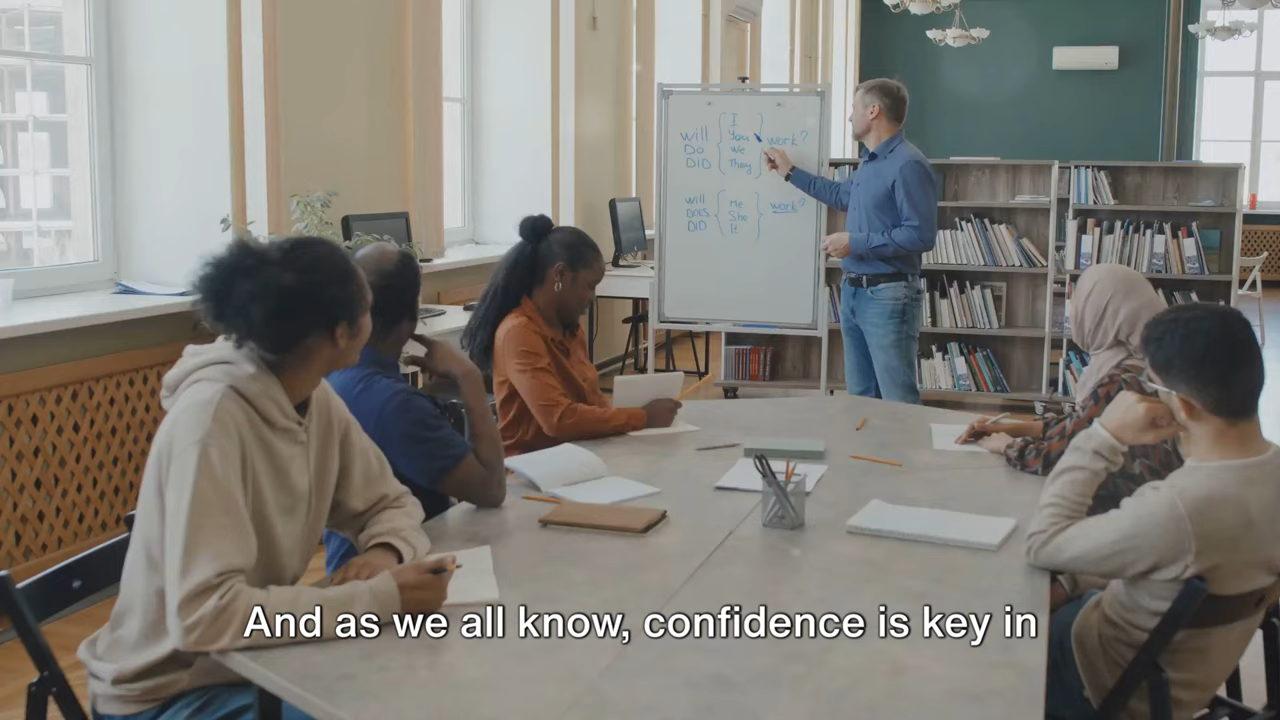 I
Will You work?
Do We
DID They
Will He work?
DOES She
DID It
And as we all know, confidence is key in